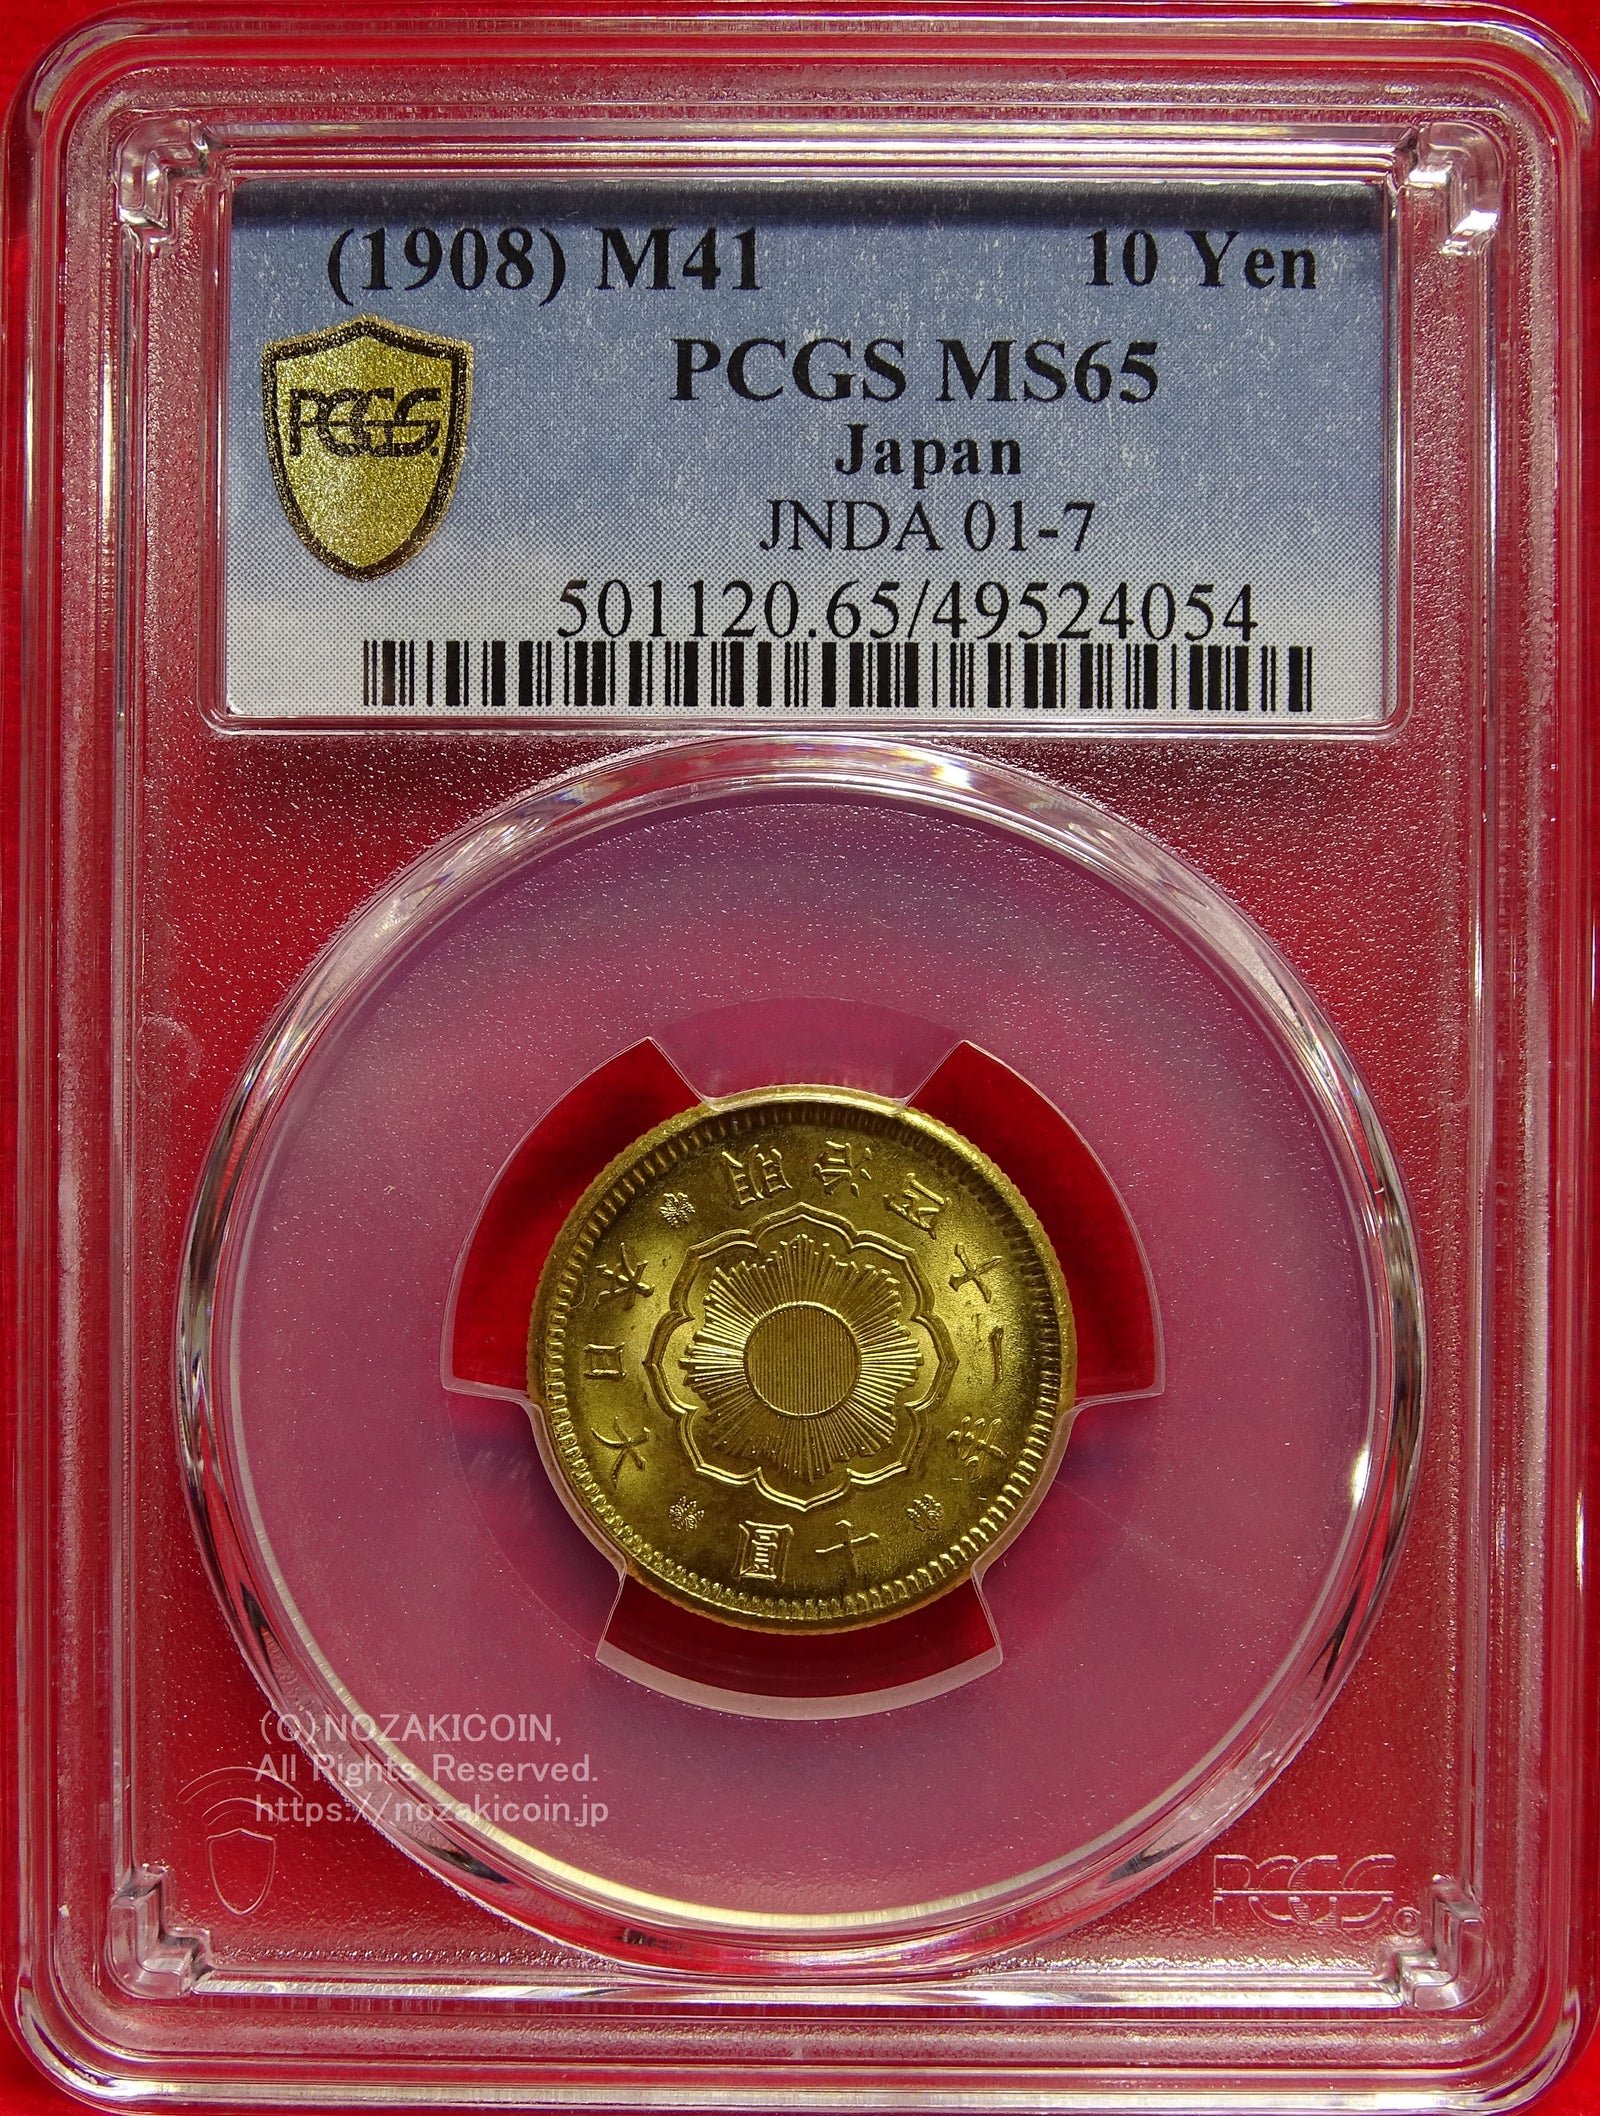 (1908) M41 10 Yen
PCGS MS65
PCGS
Japan
JNDA 01-7
501120.65/49524054
明治四十一年
大日本
十圓
(C)NOZAKICOIN,
All Rights Reserved.
https://nozakicoin.jp
PCGS®